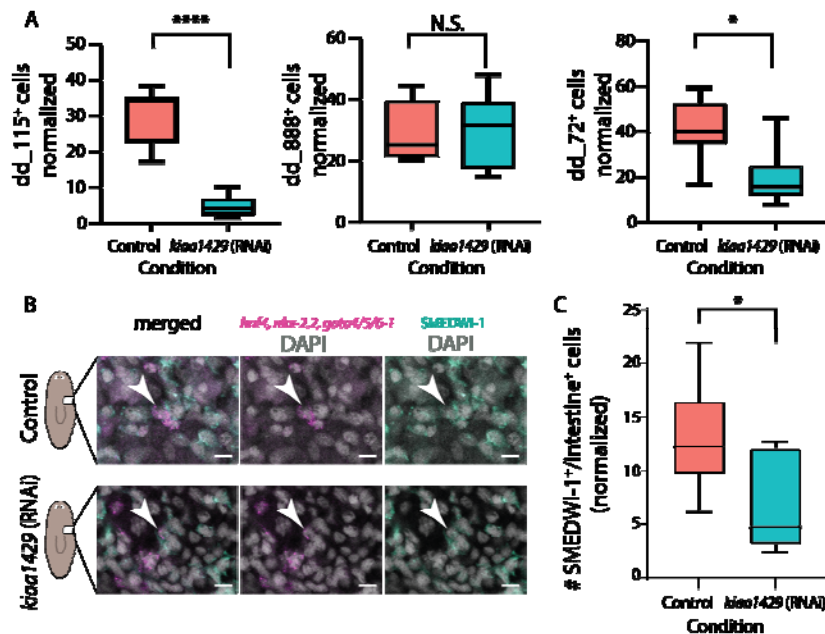 A
****
dd_115⁺ cells
normalized
50
40
30
20
10
0
Control kiaa1429 (RNAi)
Condition
N.S.
dd_888⁺ cells
normalized
60
40
20
0
Control kiaa1429 (RNAi)
Condition
*
dd_72⁺ cells
normalized
80
60
40
20
0
Control kiaa1429 (RNAi)
Condition
B
merged
hnf4, nkx-2.2, gata4/5/6-1
DAPI
SMEDWI-1
DAPI
Control
kiaa1429 (RNAi)
C
*
# SMEDWI-1⁺/Intestine⁺ cells
(normalized)
25
20
15
10
5
0
Control kiaa1429 (RNAi)
Condition